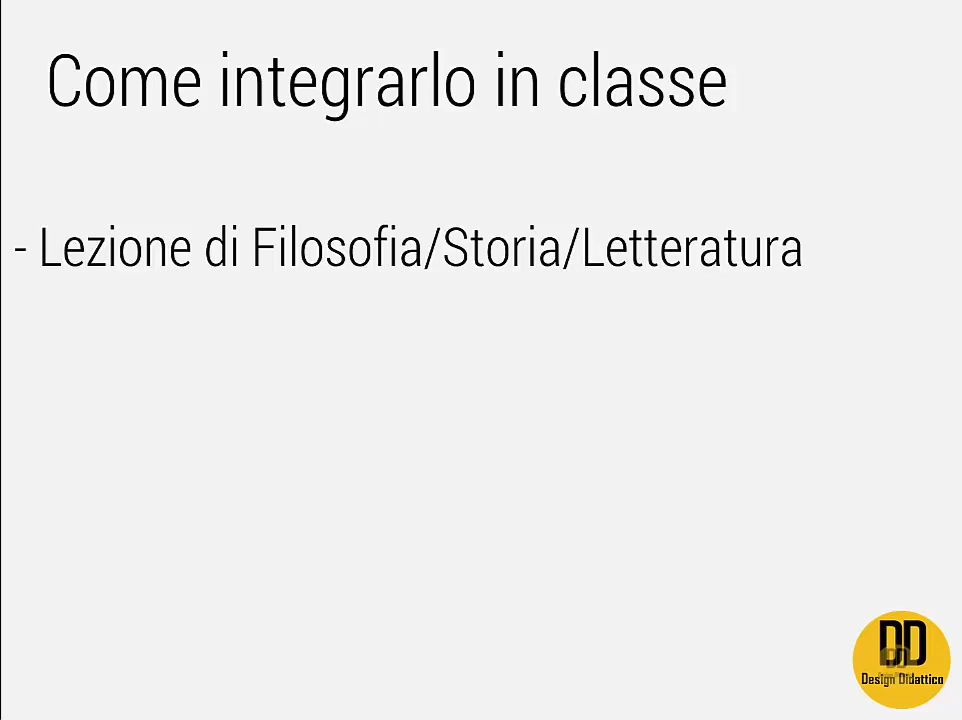 Come integrarlo in classe
- Lezione di Filosofia/Storia/Letteratura
DD
Design Didattico